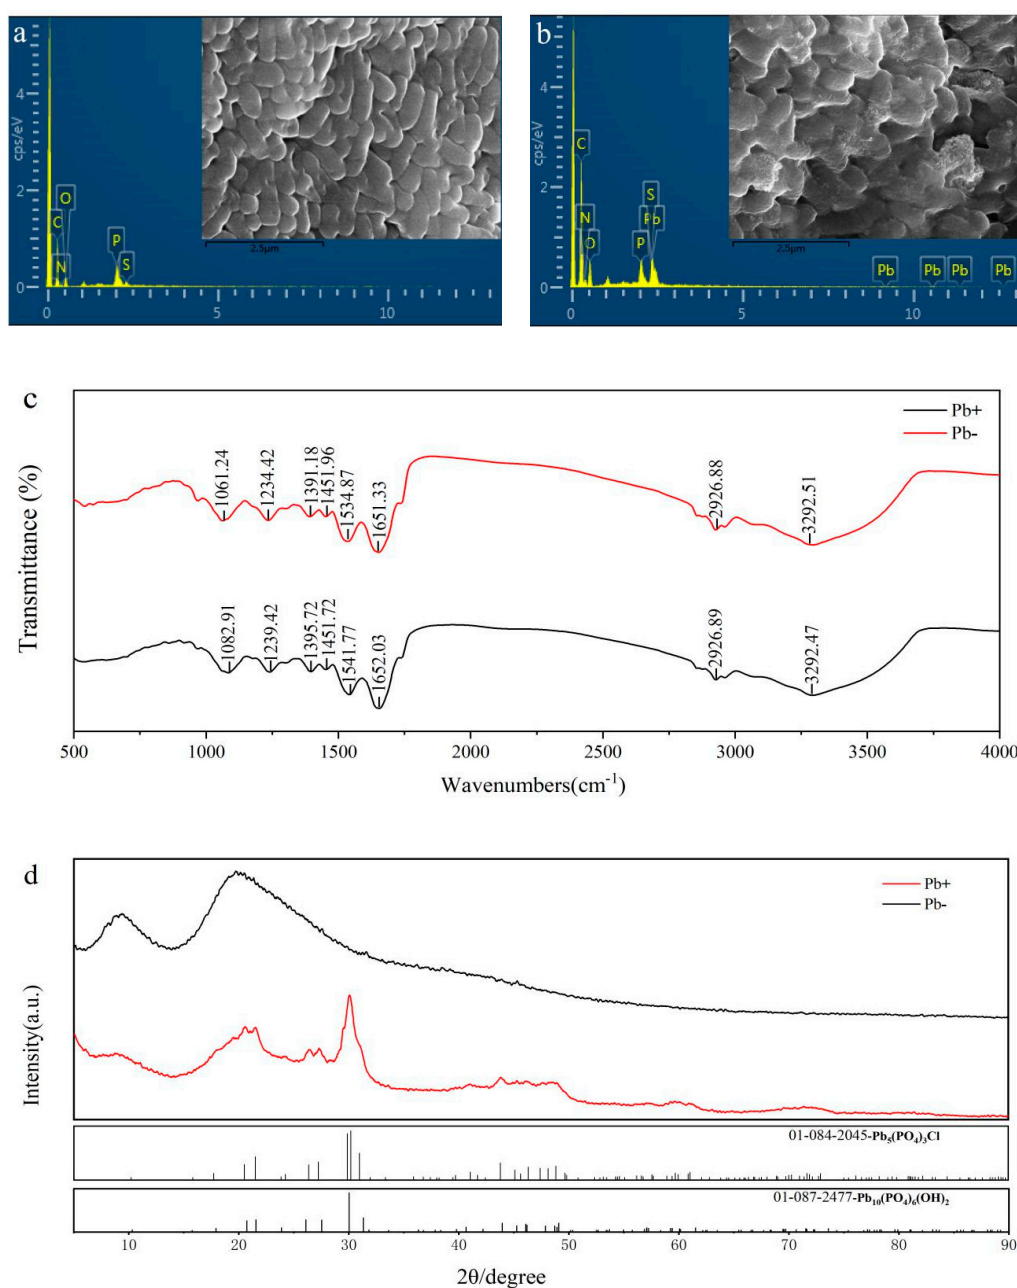 a
cps/eV
4
2
0
O
C
N
P
S
2.5μm
0
5
10
b
cps/eV
4
2
0
C
N
O
S
Pb
P
Pb
Pb
Pb
Pb
2.5μm
0
5
10
c
Transmittance (%)
Pb+
Pb-
1061.24
1234.42
1391.18
1451.96
1534.87
1651.33
2926.88
3292.51
1082.91
1239.42
1395.72
1451.72
1541.77
1652.03
2926.89
3292.47
500 1000 1500 2000 2500 3000 3500 4000
Wavenumbers(cm⁻¹)
d
Intensity(a.u.)
Pb+
Pb-
01-084-2045-Pb₅(PO₄)₃Cl
01-087-2477-Pb₁₀(PO₄)₆(OH)₂
10 20 30 40 50 60 70 80 90
2θ/degree